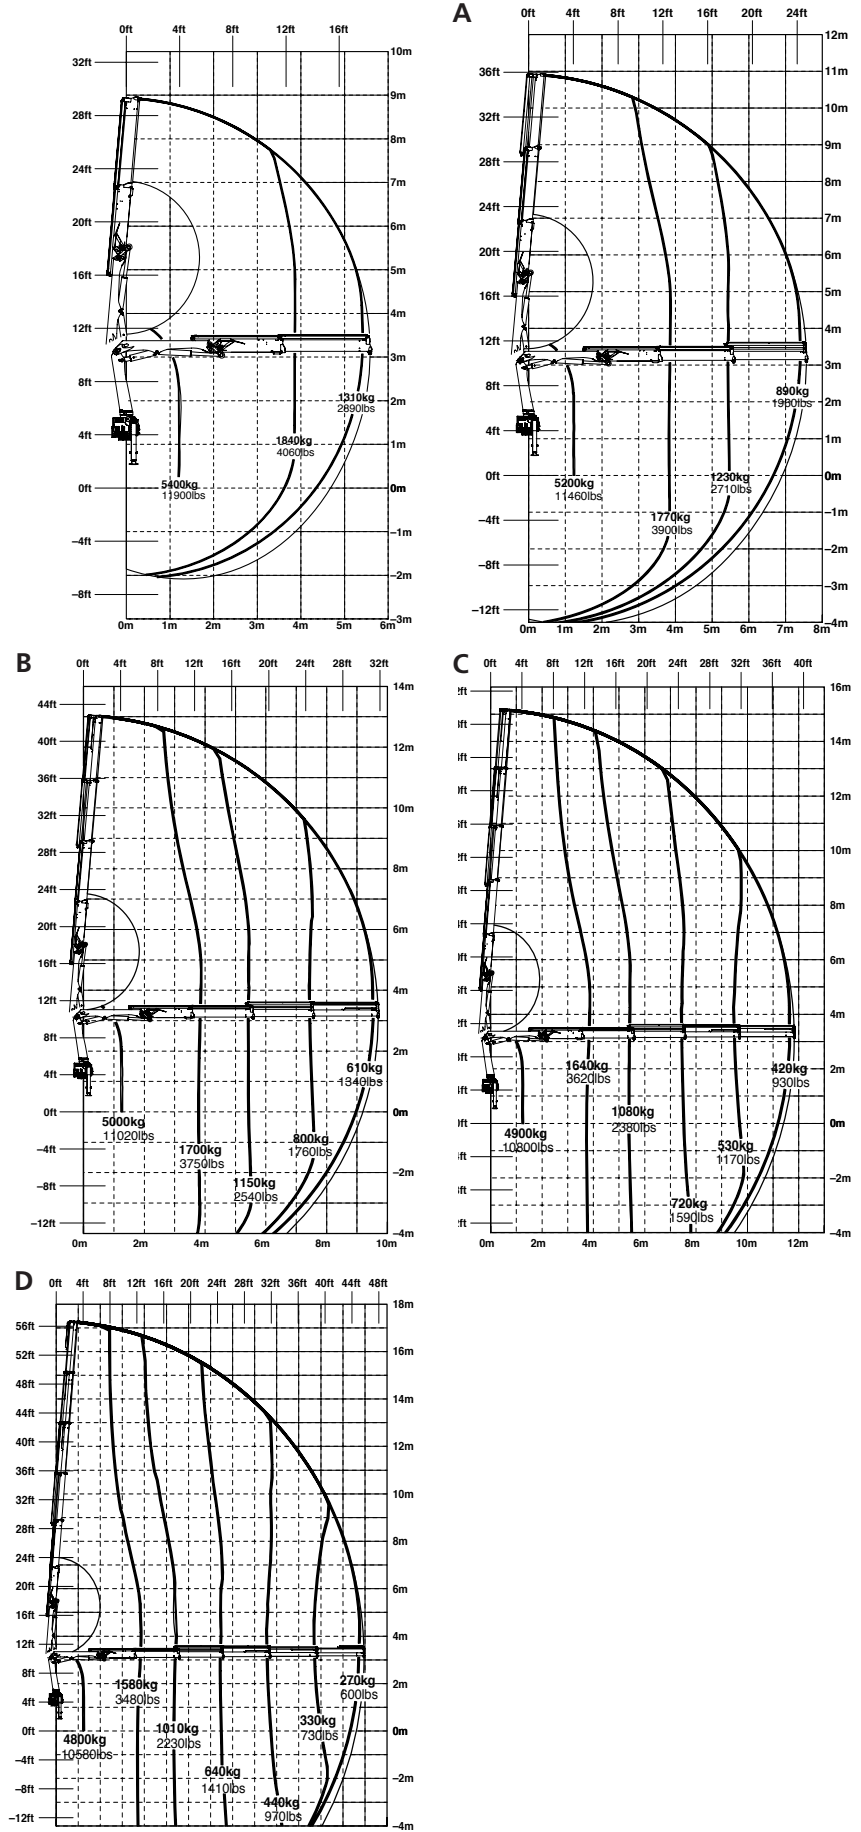 0ft 4ft 8ft 12ft 16ft
10m
32ft
9m
28ft
8m
24ft
7m
20ft
6m
16ft
5m
4m
12ft
3m
8ft
2m
1310kg
2890lbs
4ft
1m
1840kg
4060lbs
5400kg
11900lbs
0ft
0m
-1m
-4ft
-2m
-8ft
-3m
0m 1m 2m 3m 4m 5m 6m
A
0ft 4ft 8ft 12ft 16ft 20ft 24ft
12m
36ft
11m
10m
32ft
9m
28ft
8m
24ft
7m
20ft
6m
16ft
5m
4m
12ft
3m
8ft
890kg
1960lbs
2m
4ft
1m
0ft
0m
5200kg
11460lbs
1230kg
2710lbs
1770kg
3900lbs
-1m
-4ft
-2m
-8ft
-3m
-12ft
-4m
0m 1m 2m 3m 4m 5m 6m 7m 8m
B
0ft 4ft 8ft 12ft 16ft 20ft 24ft 28ft 32ft
14m
44ft
40ft
12m
36ft
10m
32ft
28ft
8m
24ft
20ft
6m
16ft
4m
12ft
8ft
2m
610kg
1340lbs
4ft
0ft
0m
5000kg
11020lbs
800kg
1760lbs
1700kg
3750lbs
-4ft
-2m
1150kg
2540lbs
-8ft
-12ft
-4m
0m 2m 4m 6m 8m 10m
C
0ft 4ft 8ft 12ft 16ft 20ft 24ft 28ft 32ft 36ft 40ft
16m
14m
12m
10m
8m
6m
4m
2m
1640kg
3620lbs
420kg
930lbs
1080kg
2380lbs
0m
4900kg
10800lbs
530kg
1170lbs
-2m
720kg
1590lbs
-4m
0m 2m 4m 6m 8m 10m 12m
D
0ft 4ft 8ft 12ft 16ft 20ft 24ft 28ft 32ft 36ft 40ft 44ft 48ft
18m
56ft
16m
52ft
48ft
14m
44ft
40ft
12m
36ft
10m
32ft
28ft
8m
24ft
20ft
6m
16ft
12ft
4m
8ft
1580kg
3480lbs
270kg
600lbs
2m
4ft
330kg
730lbs
0ft
0m
1010kg
2230lbs
4800kg
10580lbs
-4ft
640kg
1410lbs
-2m
-8ft
440kg
970lbs
-12ft
-4m